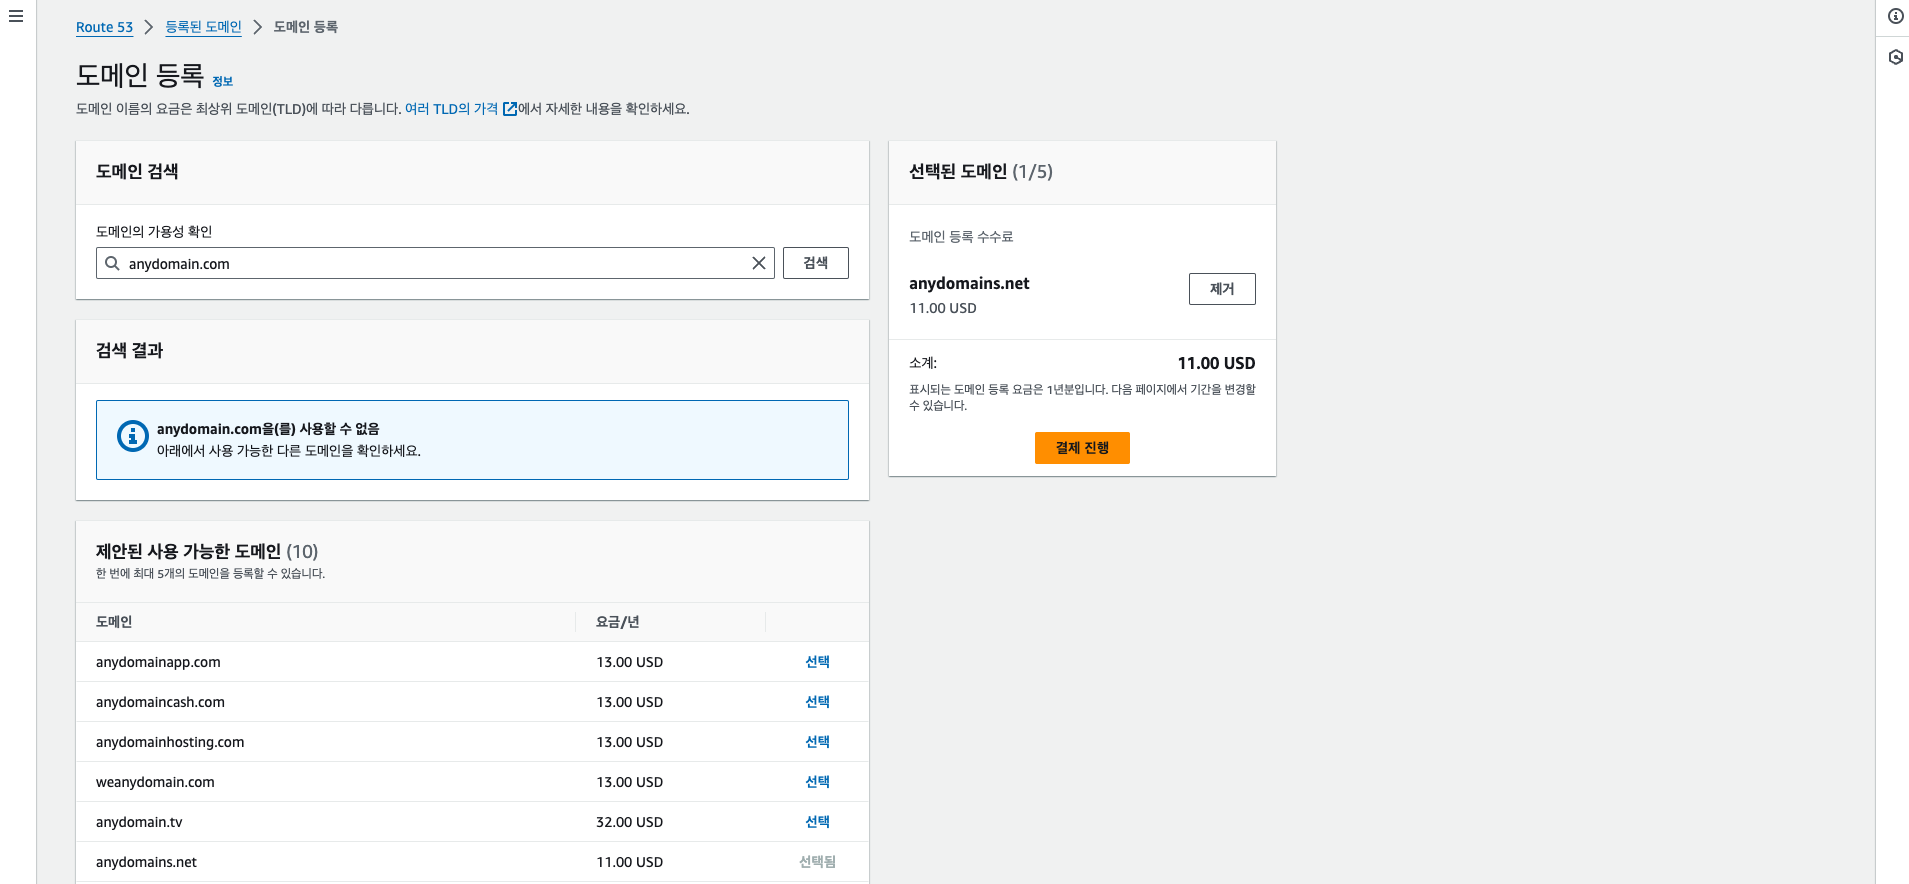 Route 53 > 등록된 도메인 > 도메인 등록
도메인 등록 정보
도메인 이름의 요금은 최상위 도메인(TLD)에 따라 다릅니다. 여러 TLD의 가격에서 자세한 내용을 확인하세요.
도메인 검색
도메인의 가용성 확인
anydomain.com
검색
검색 결과
anydomain.com을(를) 사용할 수 없음
아래에서 사용 가능한 다른 도메인을 확인하세요.
제안된 사용 가능한 도메인 (10)
한 번에 최대 5개의 도메인을 등록할 수 있습니다.
도메인 요금/년
anydomainapp.com 13.00 USD 선택
anydomaincash.com 13.00 USD 선택
anydomainhosting.com 13.00 USD 선택
weanydomain.com 13.00 USD 선택
anydomain.tv 32.00 USD 선택
anydomains.net 11.00 USD 선택됨
선택된 도메인 (1/5)
도메인 등록 수수료
anydomains.net
제거
11.00 USD
소계: 11.00 USD
표시되는 도메인 등록 요금은 1년분입니다. 다음 페이지에서 기간을 변경할
수 있습니다.
결제 진행